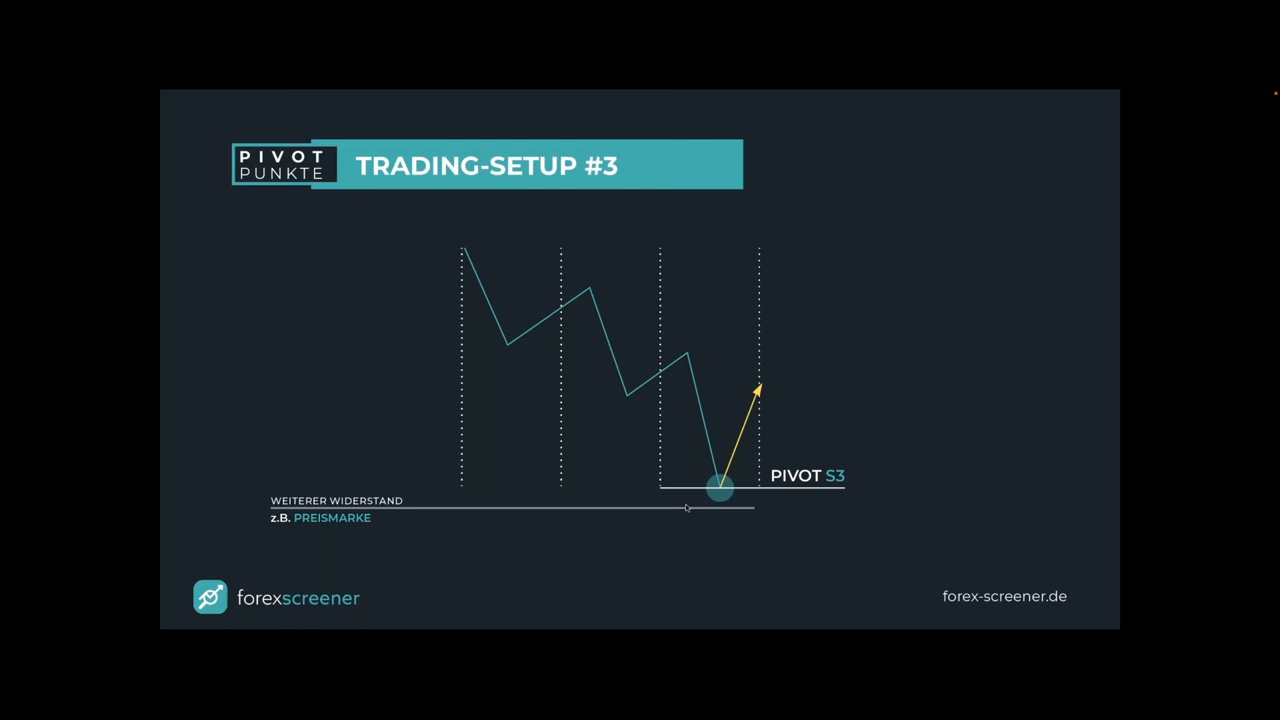 PIVOT
PUNKTE
TRADING-SETUP #3
PIVOT S3
WEITERER WIDERSTAND
z.B. PREISMARKE
forexscreener
forex-screener.de